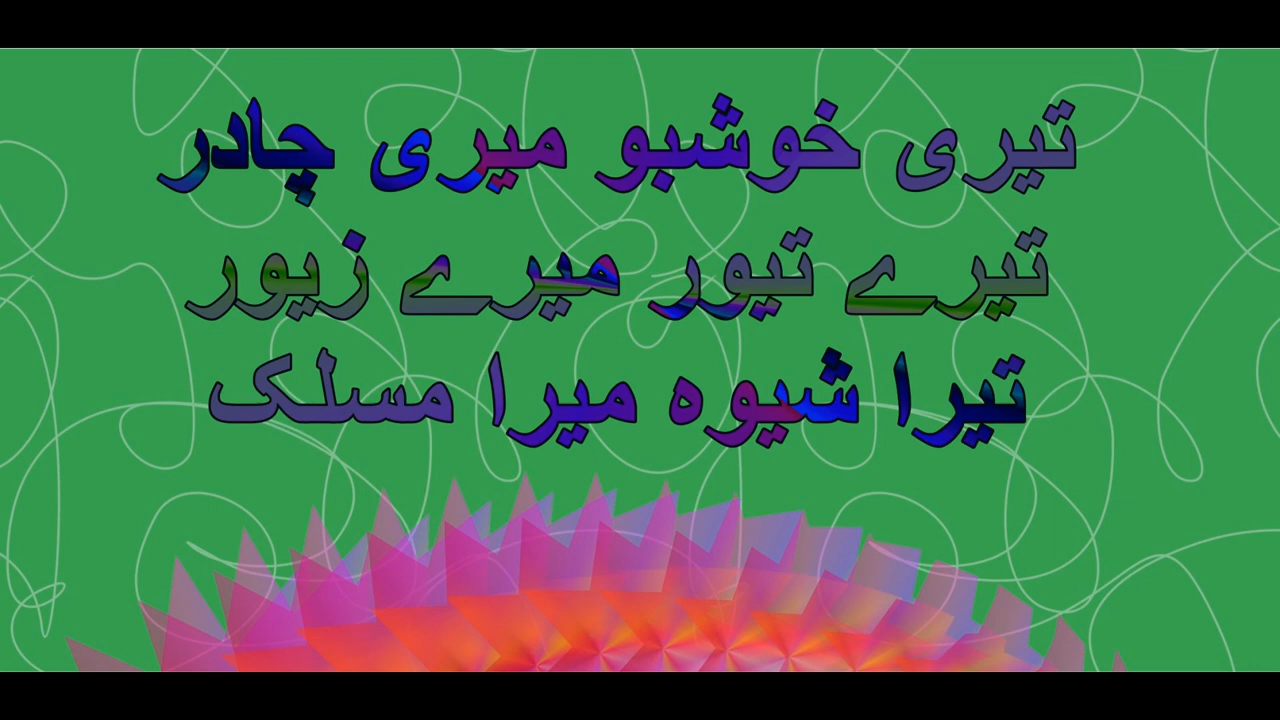 تیری خوشبو میری چادر
تیرے تیور میرے زیور
تیرا شیوہ میرا مسلک